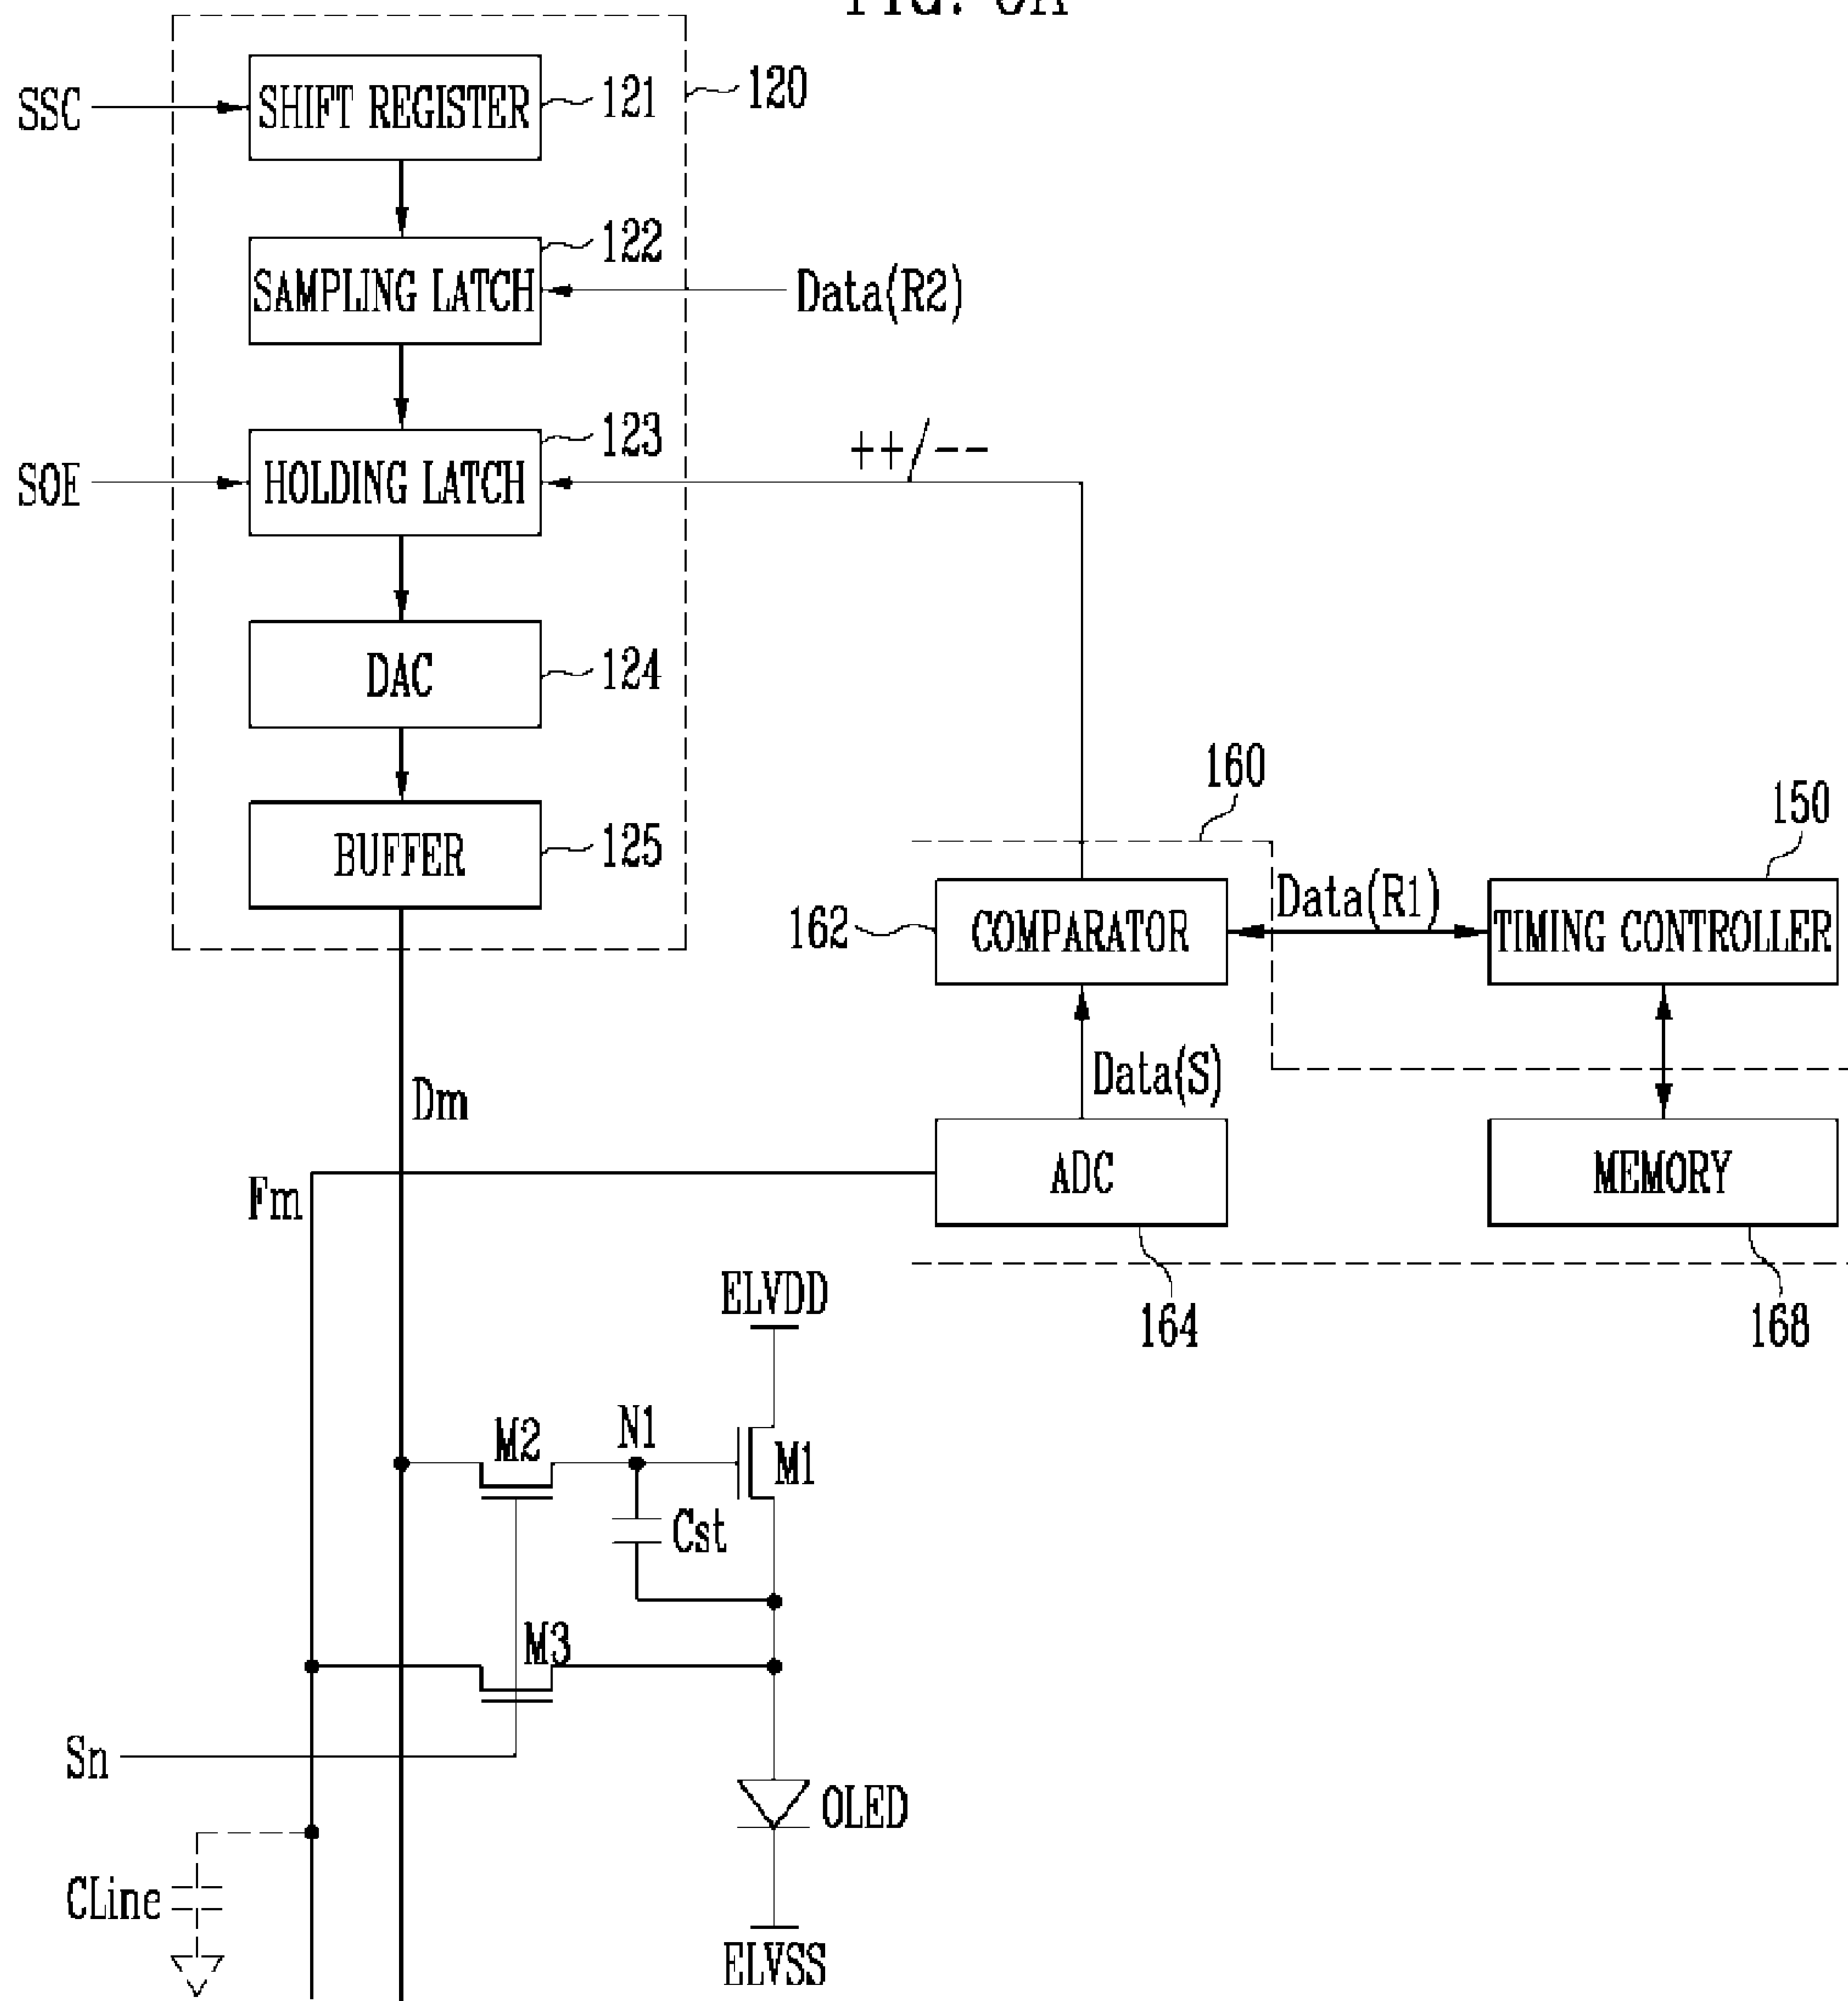 SSC
SHIFT REGISTER
121
120
122
SAMPLING LATCH
Data(R2)
123
++/--
SOE
HOLDING LATCH
DAC
124
160
150
BUFFER
125
162
COMPARATOR
Data(R1)
TIMING CONTROLLER
Data(S)
Dm
Fm
ADC
MEMORY
ELVDD
164
168
M2
N1
M1
Cst
M3
Sn
OLED
CLine
ELVSS